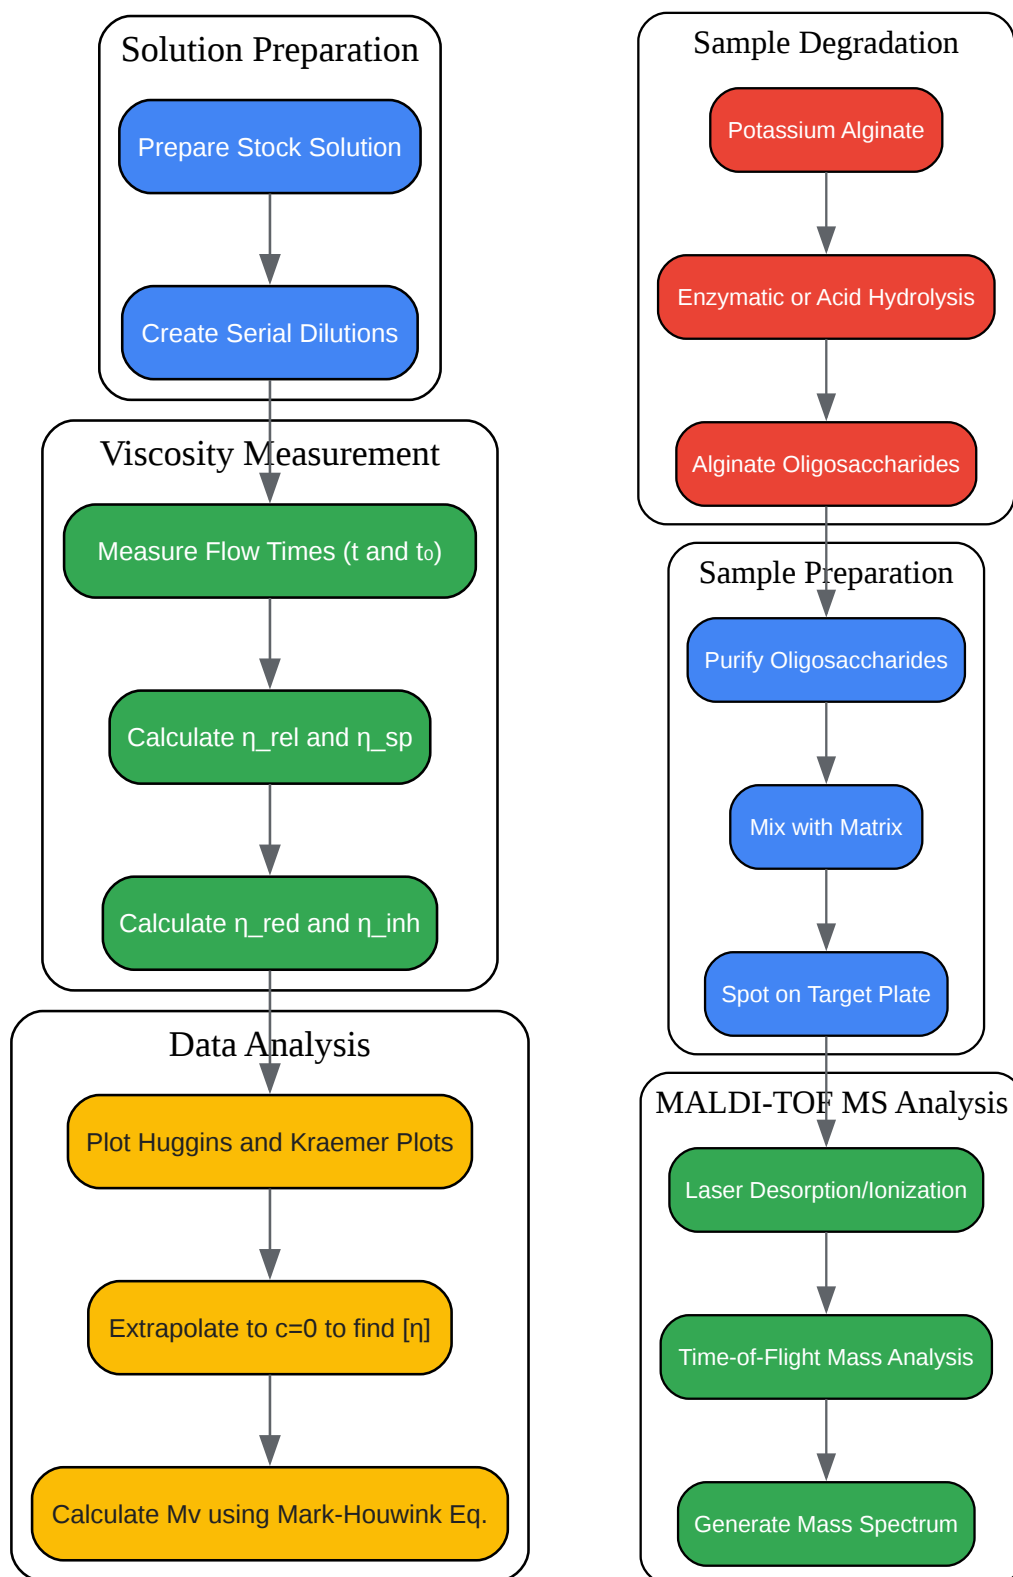 Solution Preparation
Prepare Stock Solution
Create Serial Dilutions
Viscosity Measurement
Measure Flow Times (t and t₀)
Calculate η_rel and η_sp
Calculate η_red and η_inh
Data Analysis
Plot Huggins and Kraemer Plots
Extrapolate to c=0 to find [η]
Calculate Mv using Mark-Houwink Eq.
Sample Degradation
Potassium Alginate
Enzymatic or Acid Hydrolysis
Alginate Oligosaccharides
Sample Preparation
Purify Oligosaccharides
Mix with Matrix
Spot on Target Plate
MALDI-TOF MS Analysis
Laser Desorption/Ionization
Time-of-Flight Mass Analysis
Generate Mass Spectrum